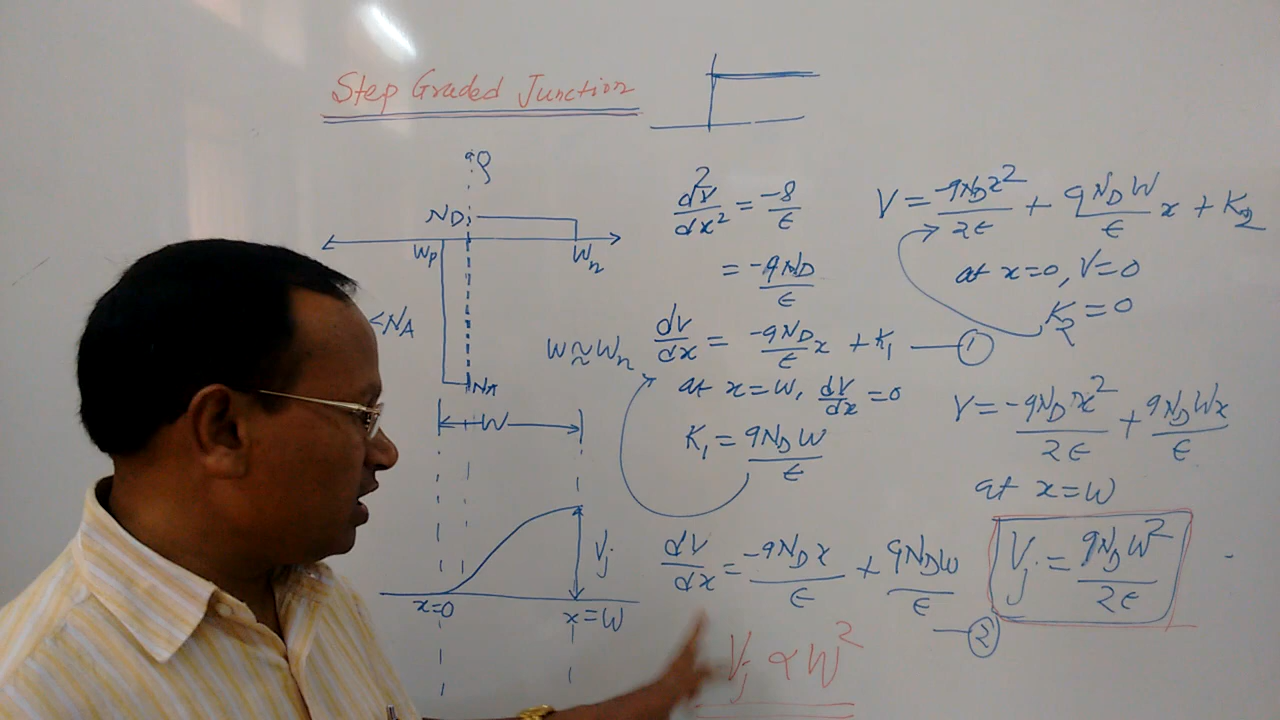 Step Graded Junction
ρ
ND
Wp
Wn
<NA
NA
W
Vj
x=0
x=W
W≃Wn
d²V/dx² = -8/ε
= -qND/ε
dV/dx = -qND/ε x + K1 — ①
at x=W, dV/dx = 0
K1 = qNDW/ε
dV/dx = -qNDx/ε + qNDW/ε — ②
Vj ∝ W²
V = -qNDx²/2ε + qNDW/ε x + K2
at x=0, V=0
K2 = 0
V = -qNDx²/2ε + qNDWx/ε
at x=W
Vj = qNDW²/2ε